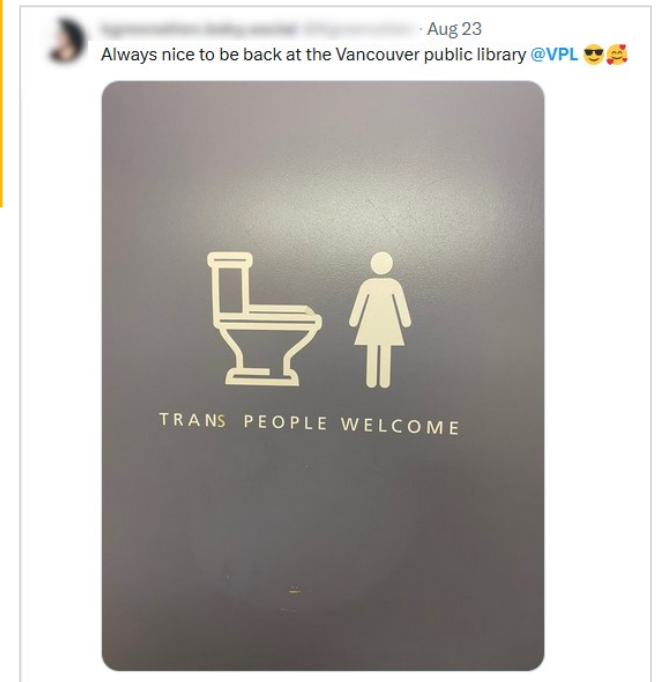 · Aug 23
Always nice to be back at the Vancouver public library @VPL 😎🥰
TRANS PEOPLE WELCOME